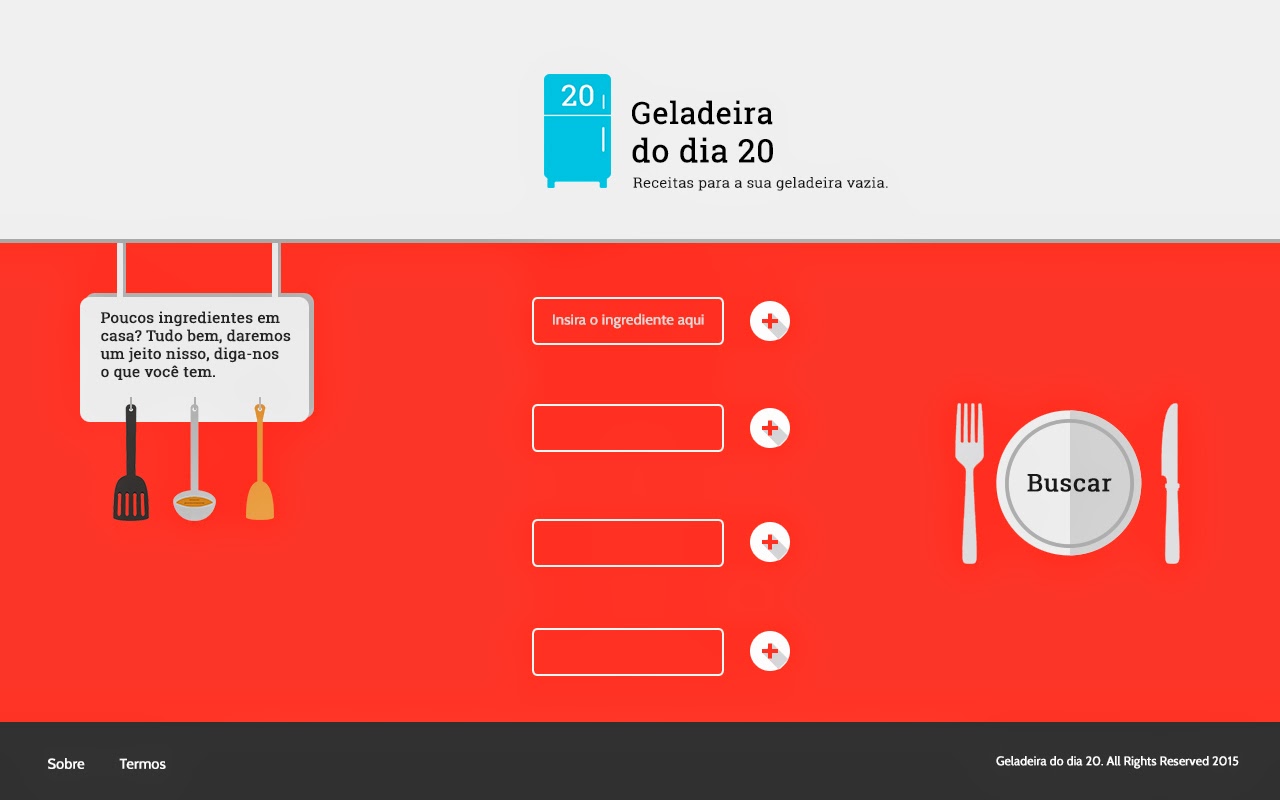 20
Geladeira
do dia 20
Receitas para a sua geladeira vazia.
Poucos ingredientes em
casa? Tudo bem, daremos
um jeito nisso, diga-nos
o que você tem.
Insira o ingrediente aqui
Buscar
Sobre
Termos
Geladeira do dia 20. All Rights Reserved 2015